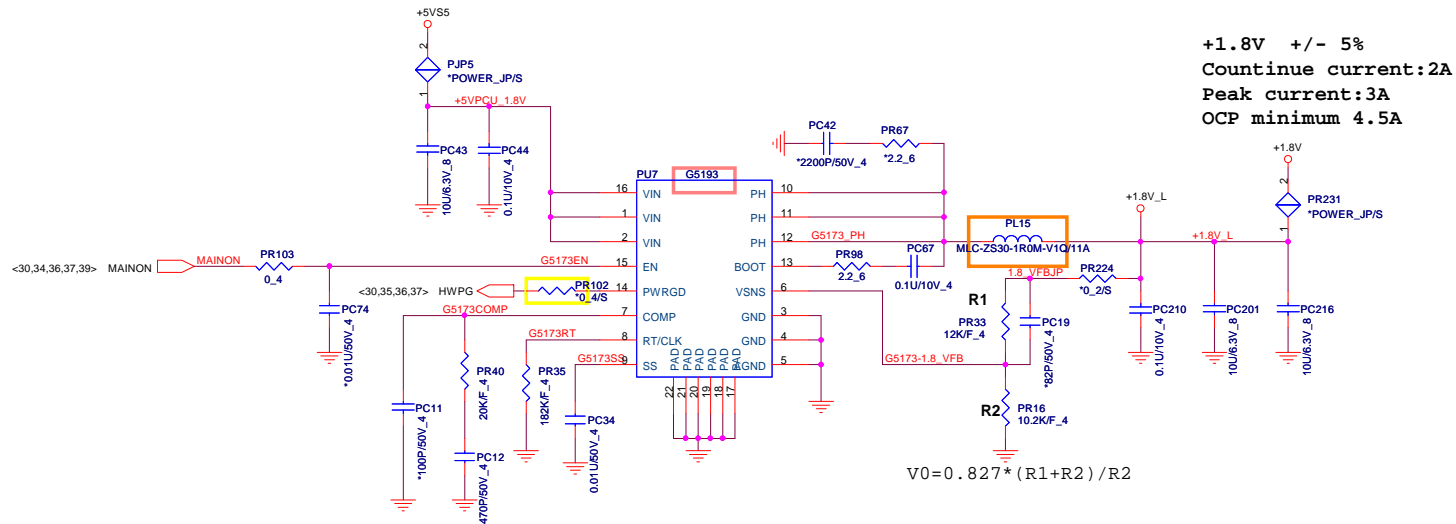 +5VS5
2
PJP5
*POWER_JP/S
1
+5VPCU_1.8V
PC43
10U/6.3V_8
PC44
0.1U/10V_4
+1.8V +/- 5%
Countinue current:2A
Peak current:3A
OCP minimum 4.5A
PC42
*2200P/50V_4
PR67
*2.2_6
PU7
G5193
16
VIN
1
VIN
2
VIN
15
EN
14
PWRGD
7
COMP
8
RT/CLK
9
SS
PH
10
PH
11
PH
12
BOOT
13
VSNS
6
GND
3
GND
4
AGND
5
PAD
PAD
PAD
PAD
PAD
PAD
22
21
20
19
18
17
<30,34,36,37,39>
MAINON
MAINON
PR103
0_4
G5173EN
PC74
*0.01U/50V_4
<30,35,36,37>
HWPG
PR102
*0_4/S
G5173COMP
G5173RT
G5173SS
PC11
*100P/50V_4
PR40
20K/F_4
PC12
470P/50V_4
PR35
182K/F_4
PC34
0.01U/50V_4
G5173_PH
PL15
MLC-ZS30-1R0M-V1Q/11A
PR98
2.2_6
PC67
0.1U/10V_4
1.8_VFBJP
PR224
*0_2/S
R1
PR33
12K/F_4
PC19
*82P/50V_4
G5173-1.8_VFB
R2
PR16
10.2K/F_4
V0=0.827*(R1+R2)/R2
+1.8V_L
+1.8V_L
PC210
0.1U/10V_4
PC201
10U/6.3V_8
PC216
10U/6.3V_8
+1.8V
2
PR231
*POWER_JP/S
1